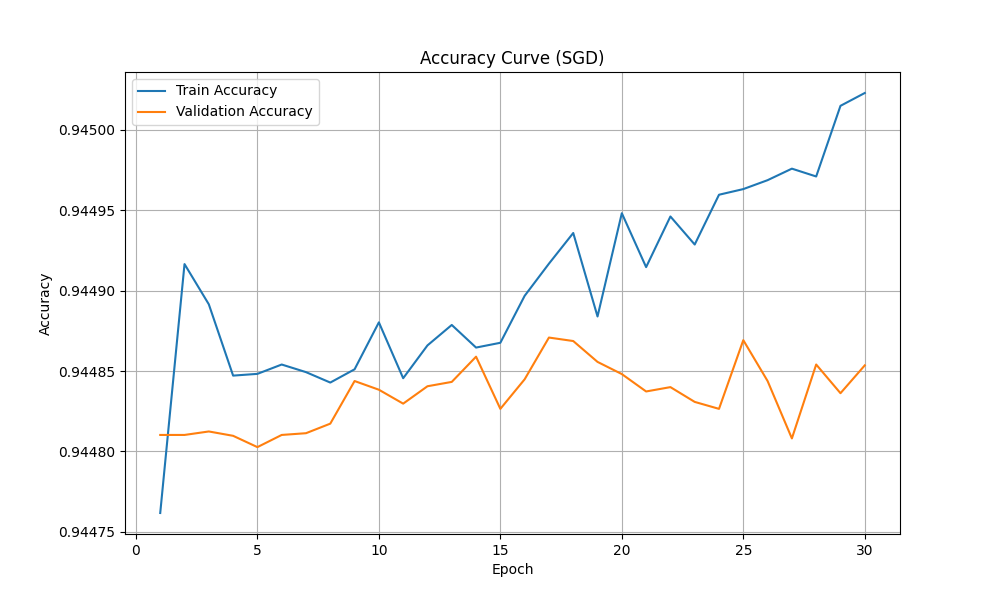 Accuracy Curve (SGD)
Train Accuracy
Validation Accuracy
0.94500
0.94495
0.94490
0.94485
0.94480
0.94475
Accuracy
0 5 10 15 20 25 30
Epoch